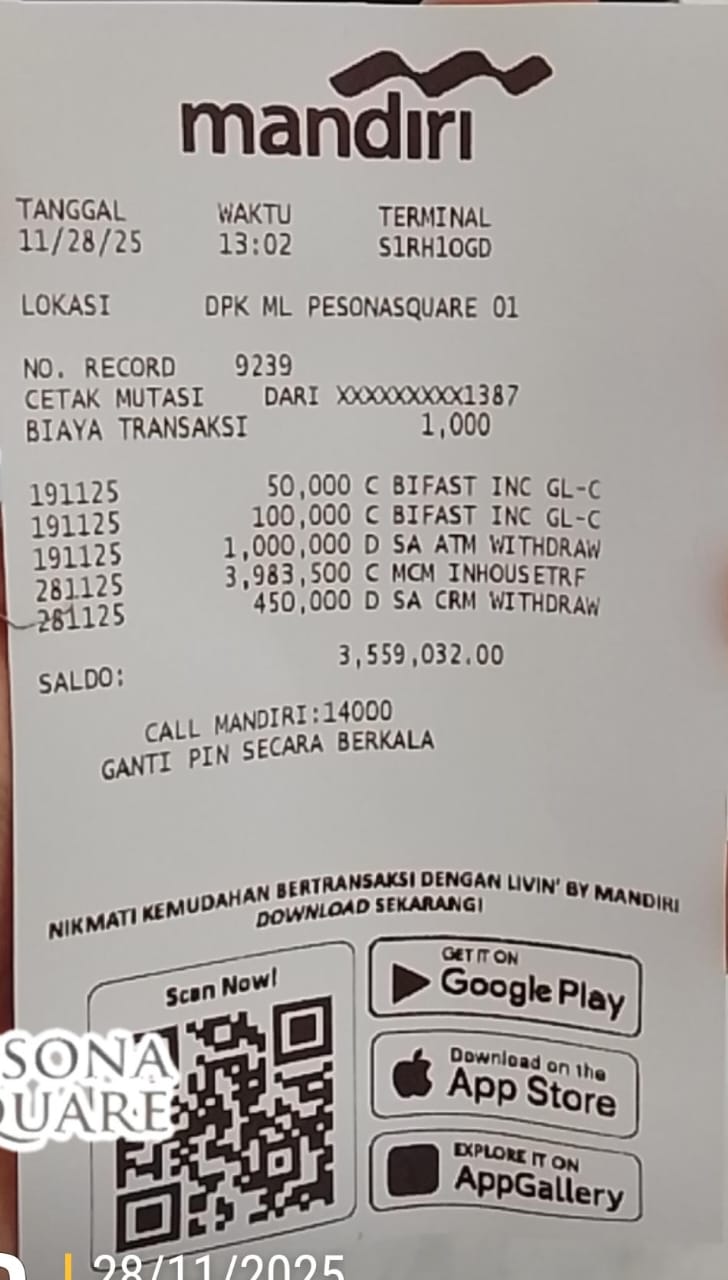 mandiri
TANGGAL WAKTU TERMINAL
11/28/25 13:02 S1RH1OGD
LOKASI DPK ML PESONASQUARE 01
NO. RECORD 9239
CETAK MUTASI DARI XXXXXXXXX1387
BIAYA TRANSAKSI 1,000
191125 50,000 C BIFAST INC GL-C
191125 100,000 C BIFAST INC GL-C
191125 1,000,000 D SA ATM WITHDRAW
281125 3,983,500 C MCM INHOUSETRF
281125 450,000 D SA CRM WITHDRAW
SALDO: 3,559,032.00
CALL MANDIRI:14000
GANTI PIN SECARA BERKALA
NIKMATI KEMUDAHAN BERTRANSAKSI DENGAN LIVIN' BY MANDIRI
DOWNLOAD SEKARANG!
Scan Now!
GET IT ON
Google Play
Download on the
App Store
EXPLORE IT ON
AppGallery
SONA
QUARE
28/11/2025